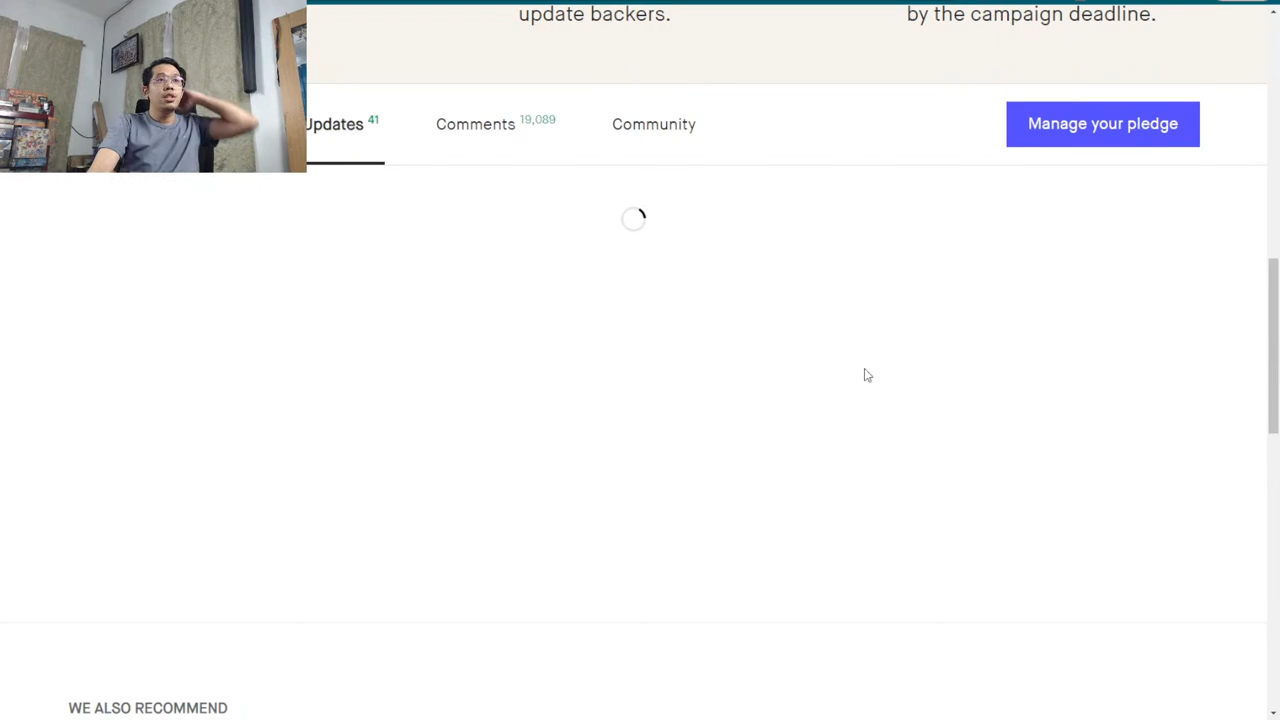 update backers.
by the campaign deadline.
Updates 41
Comments 19,089
Community
Manage your pledge
WE ALSO RECOMMEND